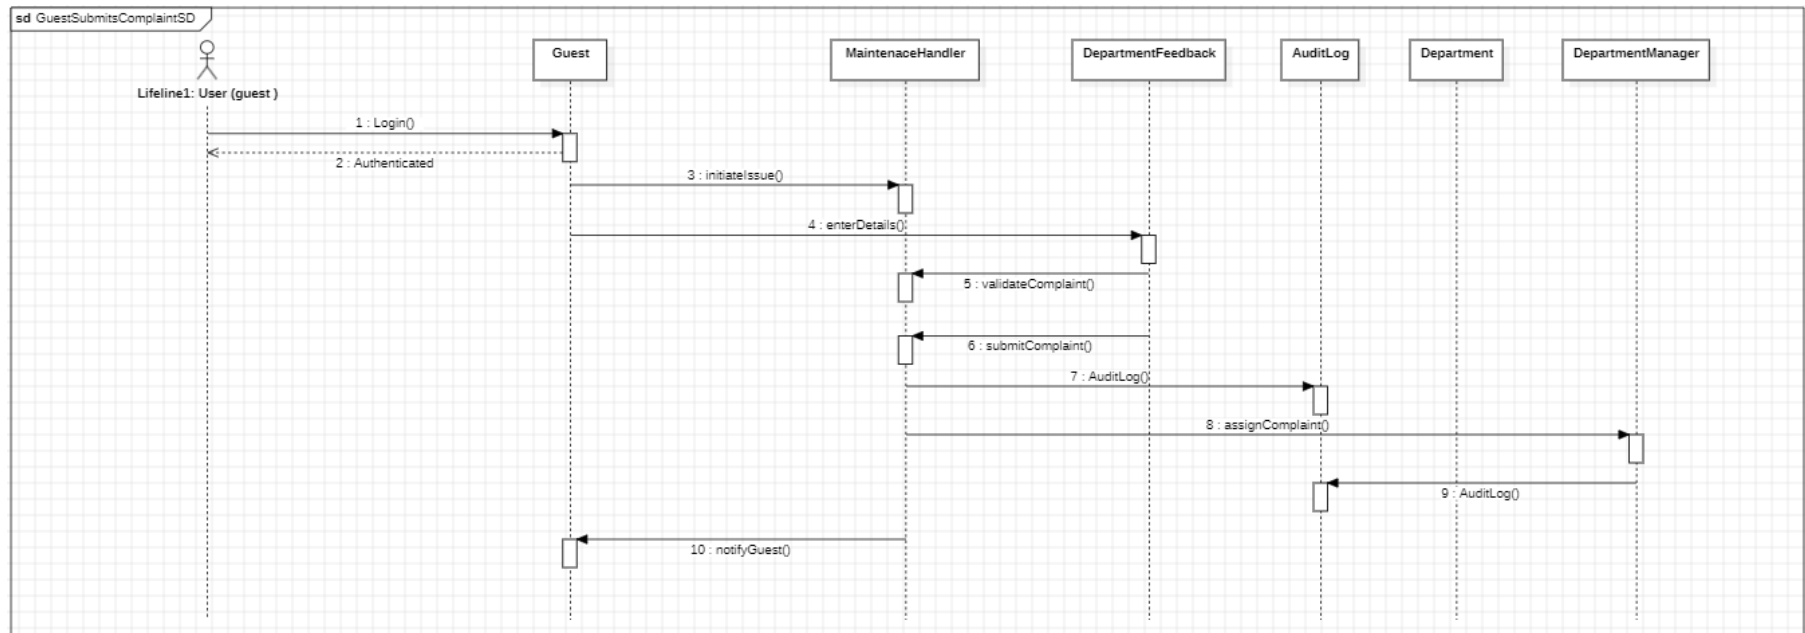 sd GuestSubmitsComplaintSD
Guest
MaintenaceHandler
DepartmentFeedback
AuditLog
Department
DepartmentManager
Lifeline1: User (guest )
1 : Login()
2 : Authenticated
3 : initiateIssue()
4 : enterDetails()
5 : validateComplaint()
6 : submitComplaint()
7 : AuditLog()
8 : assignComplaint()
9 : AuditLog()
10 : notifyGuest()